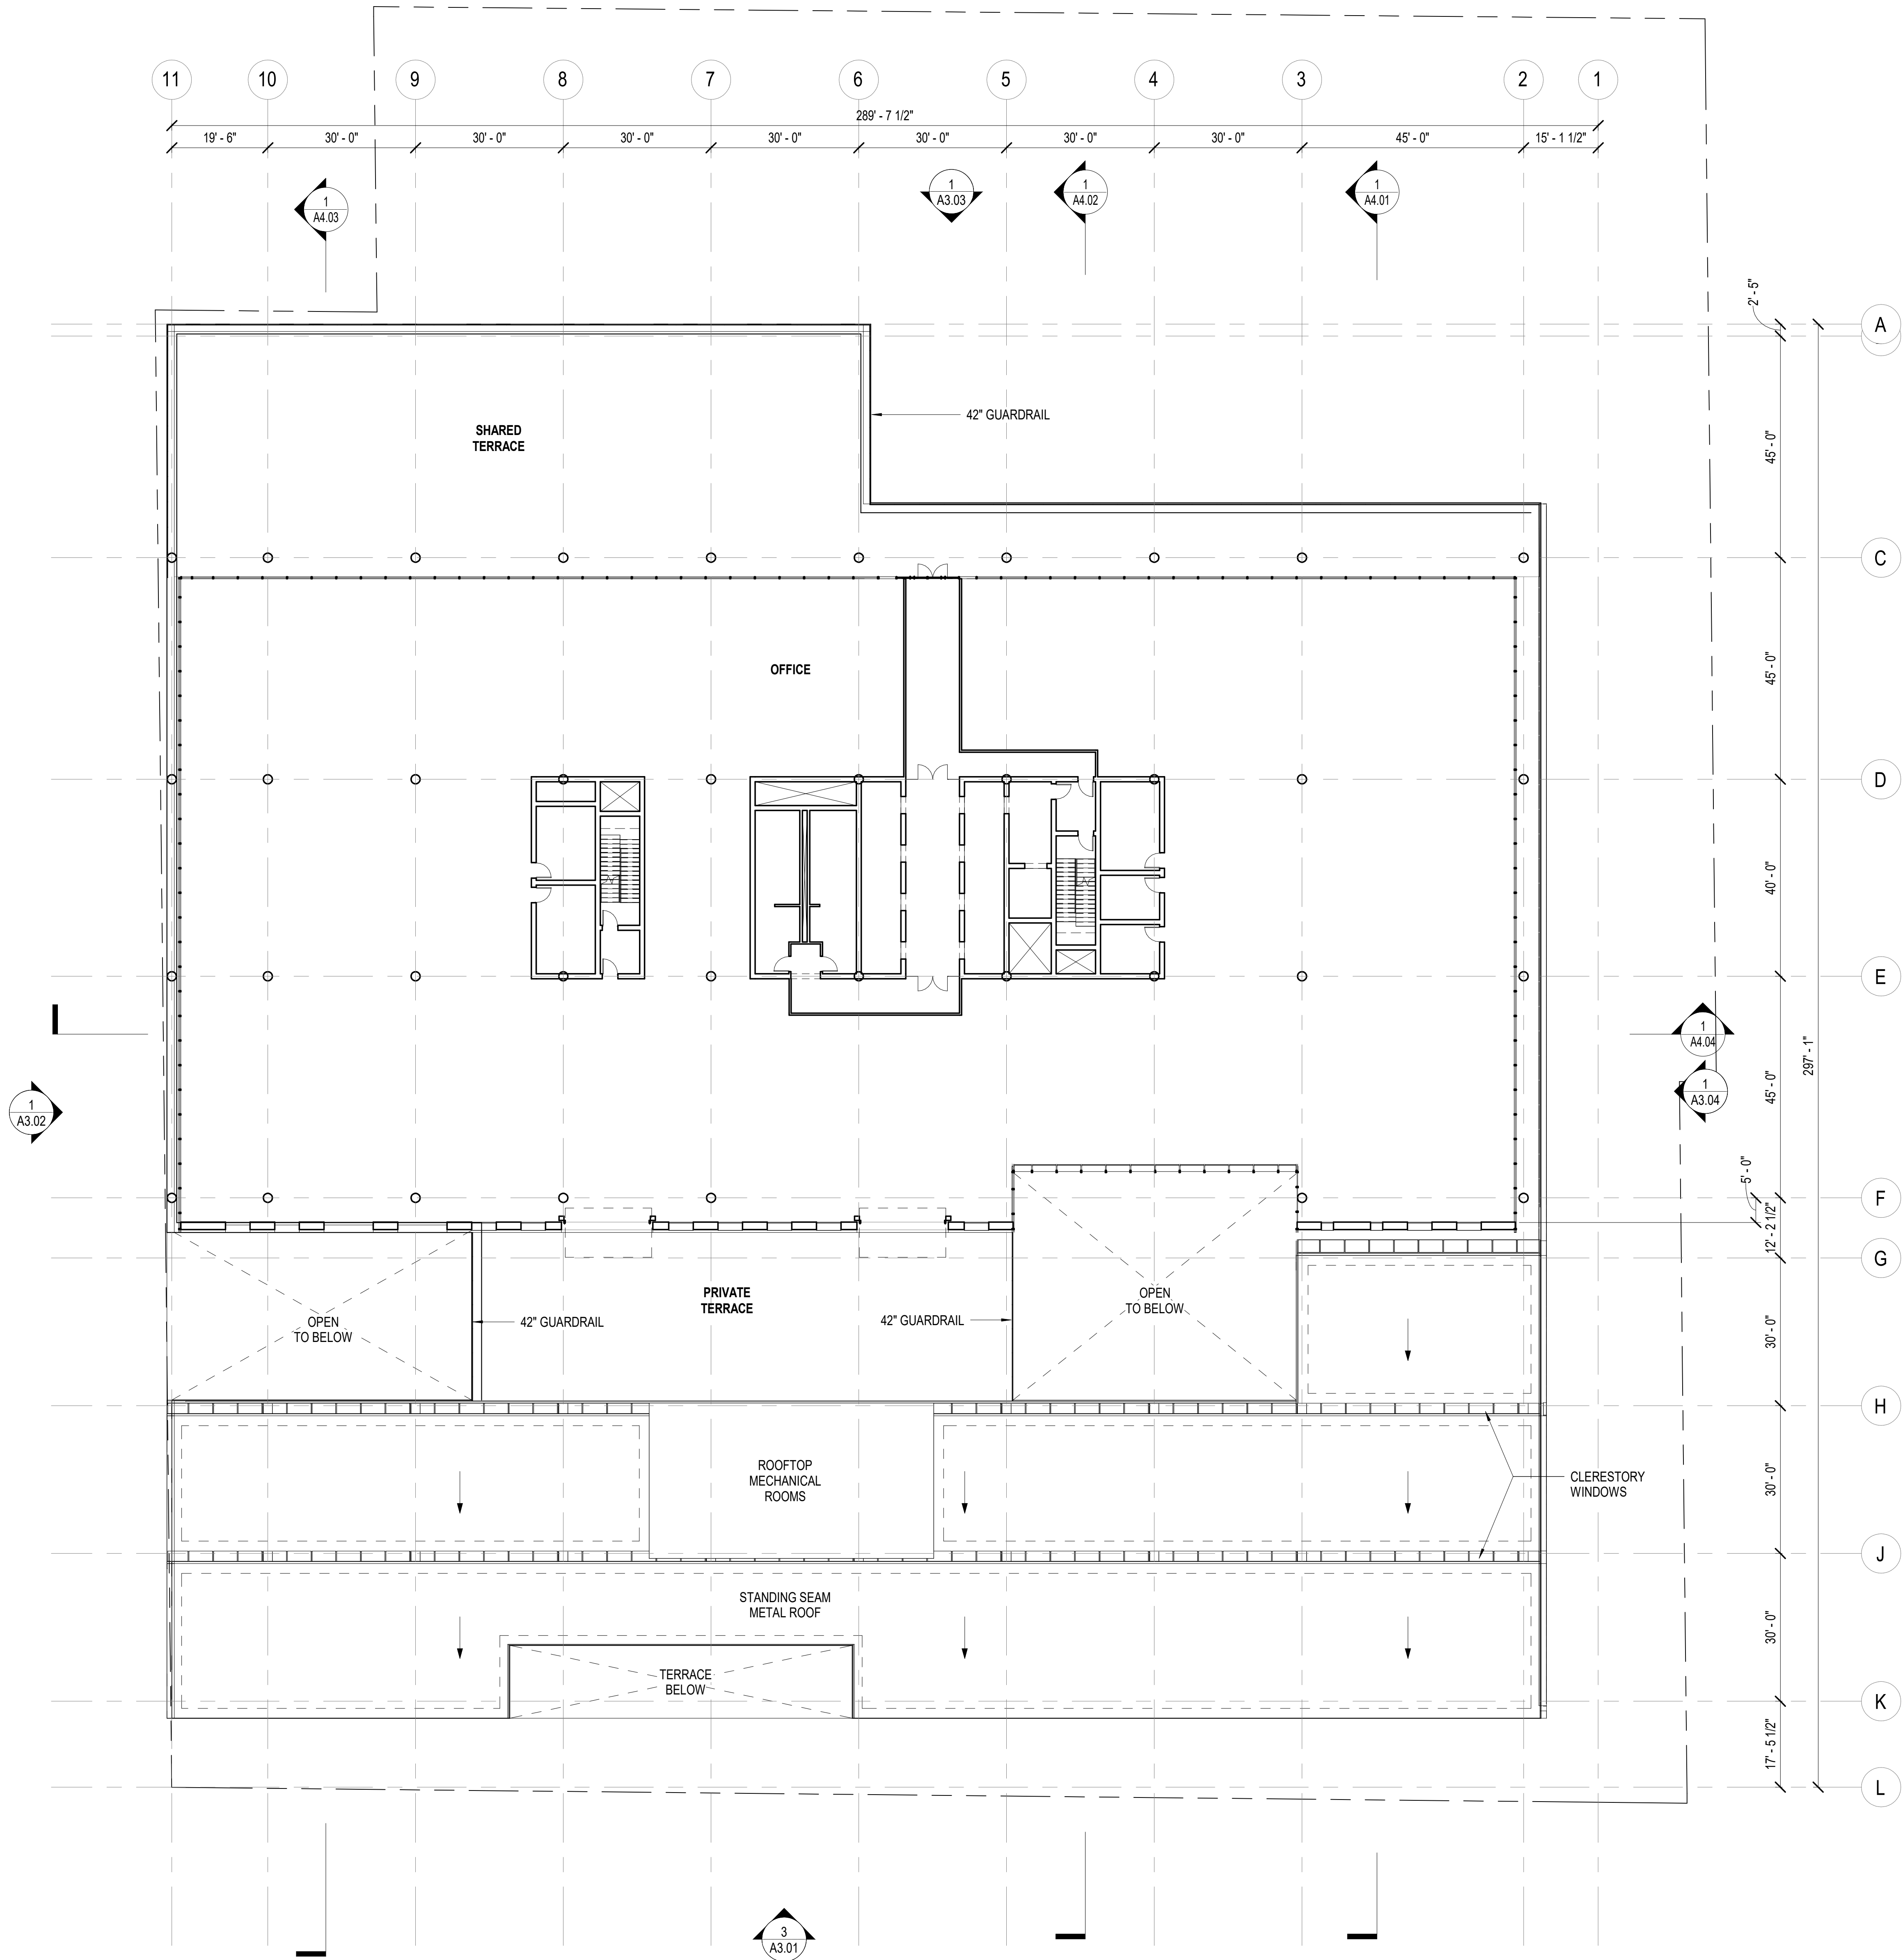 11 10 9 8 7 6 5 4 3 2 1
289' - 7 1/2"
19' - 6" 30' - 0" 30' - 0" 30' - 0" 30' - 0" 30' - 0" 30' - 0" 30' - 0" 45' - 0" 15' - 1 1/2"
1
A4.03
1
A3.03
1
A4.02
1
A4.01
2' - 5"
A
42" GUARDRAIL
SHARED
TERRACE
45' - 0"
C
OFFICE
45' - 0"
D
40' - 0"
E
1
A4.04
297' - 1"
1
A3.04
1
A3.02
45' - 0"
5' - 0"
F
12' - 2 1/2"
G
PRIVATE
TERRACE
OPEN
TO BELOW
42" GUARDRAIL
42" GUARDRAIL
OPEN
TO BELOW
30' - 0"
H
ROOFTOP
MECHANICAL
ROOMS
CLERESTORY
WINDOWS
30' - 0"
J
STANDING SEAM
METAL ROOF
30' - 0"
TERRACE
BELOW
K
17' - 5 1/2"
L
3
A3.01